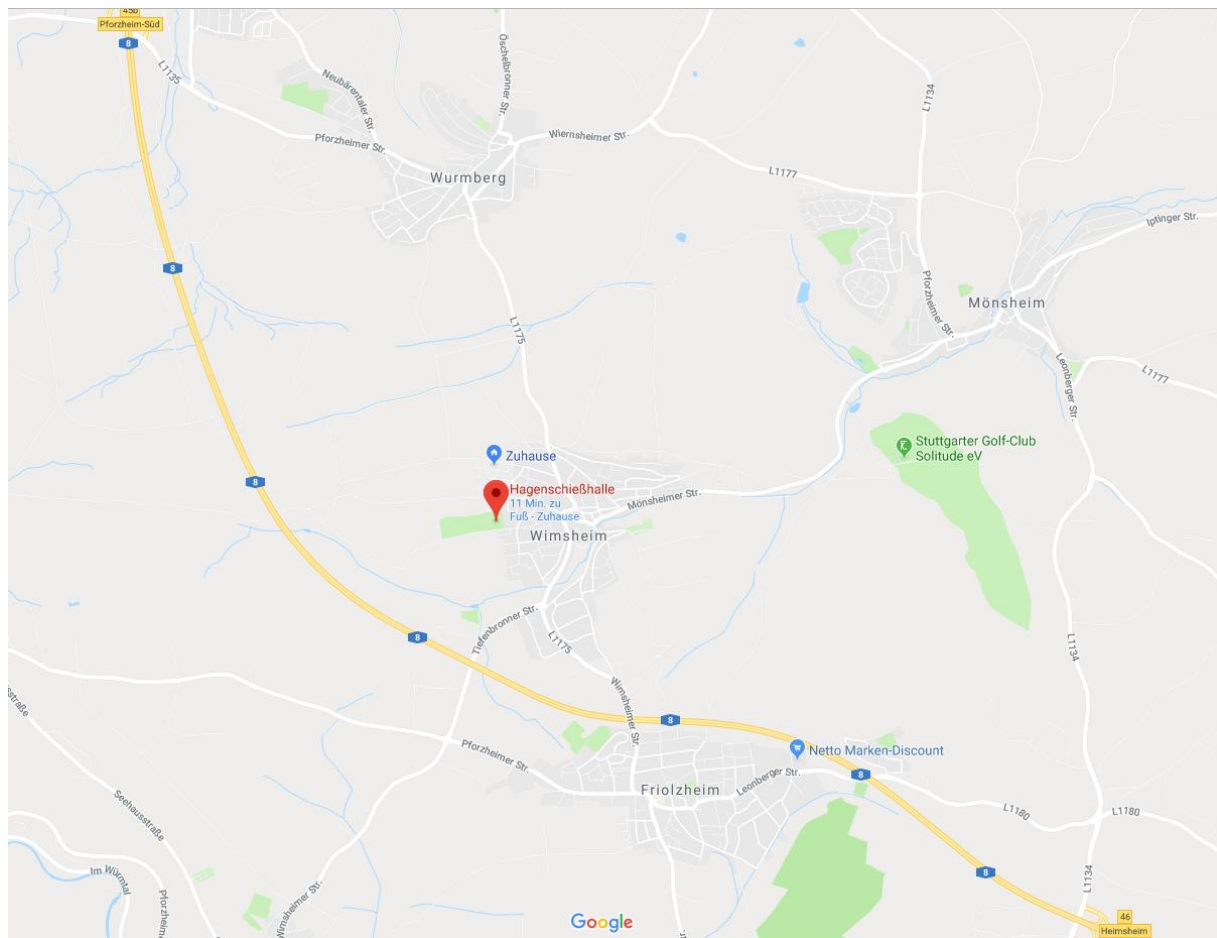 45b
Pforzheim-Süd
8
L1135
Neubärentaler Str.
Öschelbronner Str.
Pforzheimer Str.
Wiernsheimer Str.
L1134
Wurmberg
L1177
Iptinger Str.
8
Pforzheimer Str.
Mönsheim
L1175
Leonberger Str.
L1177
Stuttgarter Golf-Club
Solitude eV
Zuhause
8
Hagenschießhalle
11 Min. zu
Fuß - Zuhause
Mönsheimer Str.
Wimsheim
Tiefenbronner Str.
8
L1175
L1134
Wimsheimer Str.
8
Pforzheimer Str.
Netto Marken-Discount
Leonberger Str.
8
Friolzheim
Seehausstraße
L1180
L1180
Im Würmtal
8
L1134
Wimsheimer Str.
46
Heimsheim
Google